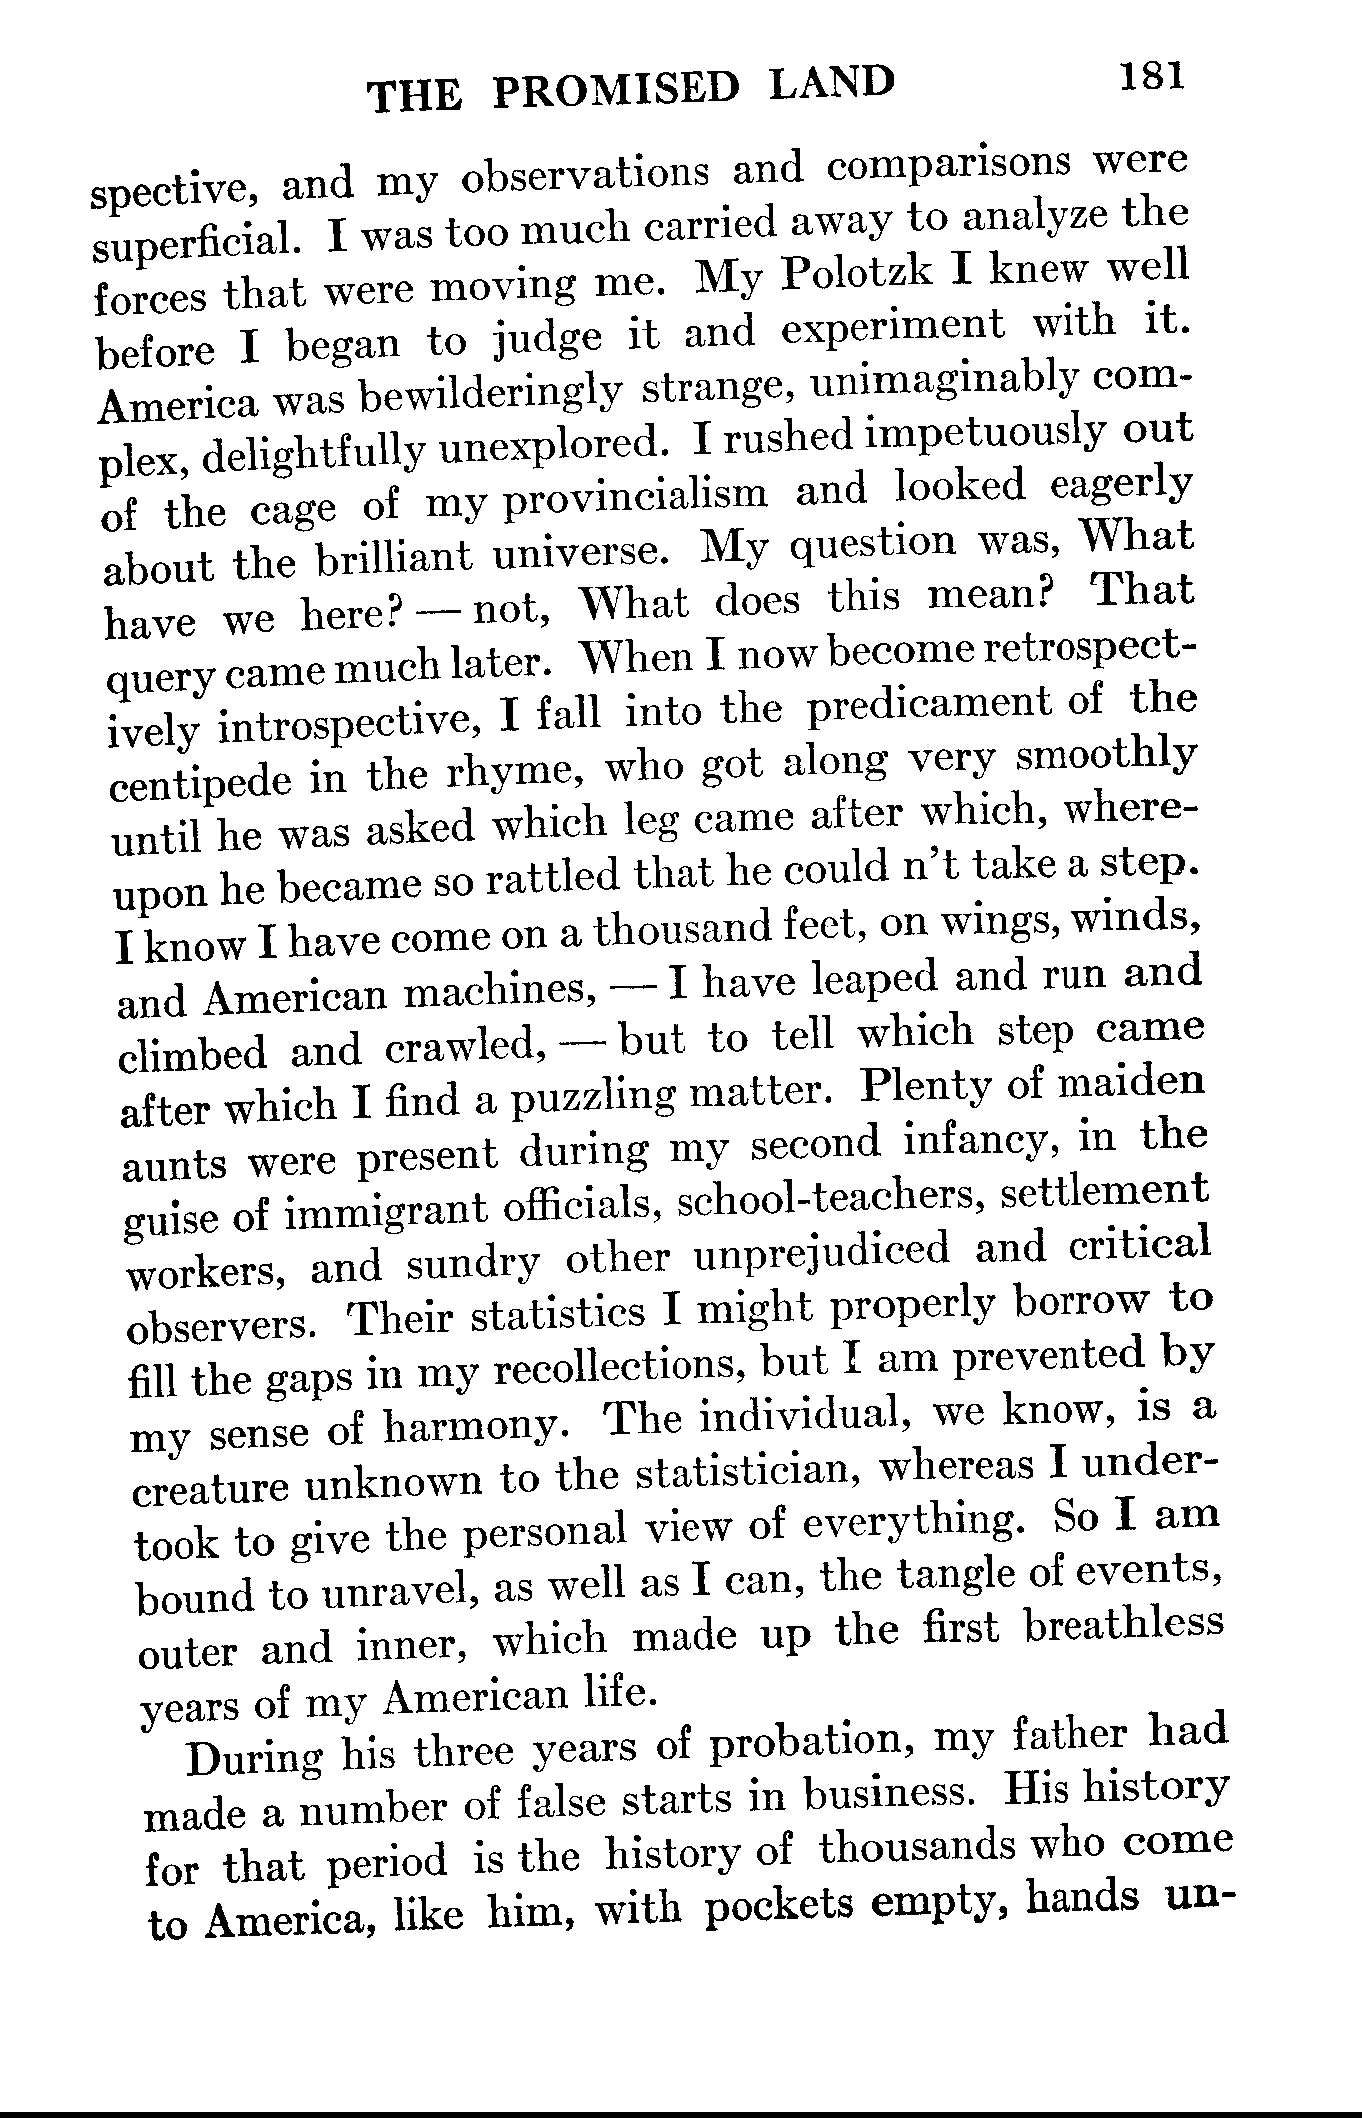 THE PROMISED LAND 181
spective, and my observations and comparisons were
superficial. I was too much carried away to analyze the
forces that were moving me. My Polotzk I knew well
before I began to judge it and experiment with it.
America was bewilderingly strange, unimaginably com-
plex, delightfully unexplored. I rushed impetuously out
of the cage of my provincialism and looked eagerly
about the brilliant universe. My question was, What
have we here? — not, What does this mean? That
query came much later. When I now become retrospect-
ively introspective, I fall into the predicament of the
centipede in the rhyme, who got along very smoothly
until he was asked which leg came after which, where-
upon he became so rattled that he could n't take a step.
I know I have come on a thousand feet, on wings, winds,
and American machines, — I have leaped and run and
climbed and crawled, — but to tell which step came
after which I find a puzzling matter. Plenty of maiden
aunts were present during my second infancy, in the
guise of immigrant officials, school-teachers, settlement
workers, and sundry other unprejudiced and critical
observers. Their statistics I might properly borrow to
fill the gaps in my recollections, but I am prevented by
my sense of harmony. The individual, we know, is a
creature unknown to the statistician, whereas I under-
took to give the personal view of everything. So I am
bound to unravel, as well as I can, the tangle of events,
outer and inner, which made up the first breathless
years of my American life.
During his three years of probation, my father had
made a number of false starts in business. His history
for that period is the history of thousands who come
to America, like him, with pockets empty, hands un-